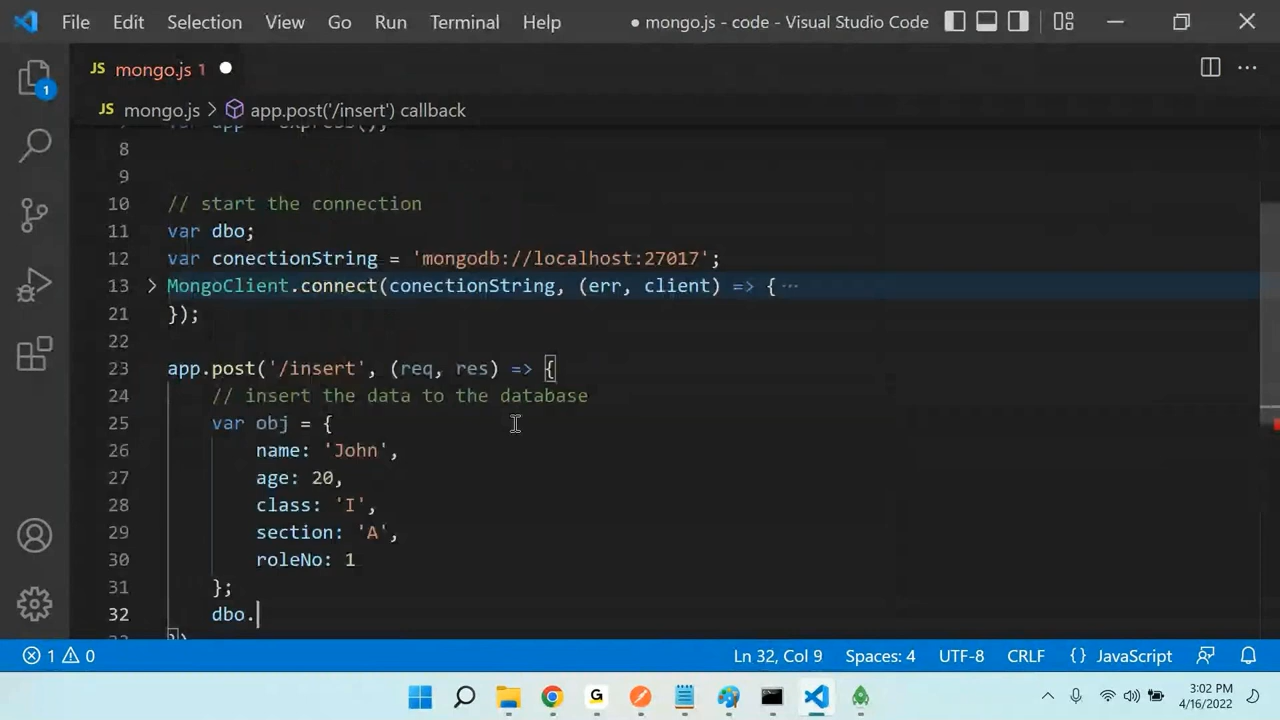 File Edit Selection View Go Run Terminal Help ● mongo.js - code - Visual Studio Code
JS mongo.js 1 ●
JS mongo.js > app.post('/insert') callback
var app = express();
8
9
10 // start the connection
11 var dbo;
12 var conectionString = 'mongodb://localhost:27017';
13 MongoClient.connect(conectionString, (err, client) => { ···
21 });
22
23 app.post('/insert', (req, res) => {
24 // insert the data to the database
25 var obj = {
26 name: 'John',
27 age: 20,
28 class: 'I',
29 section: 'A',
30 roleNo: 1
31 };
32 dbo.
})
1 0 Ln 32, Col 9 Spaces: 4 UTF-8 CRLF {} JavaScript
1
G
3:02 PM
4/16/2022